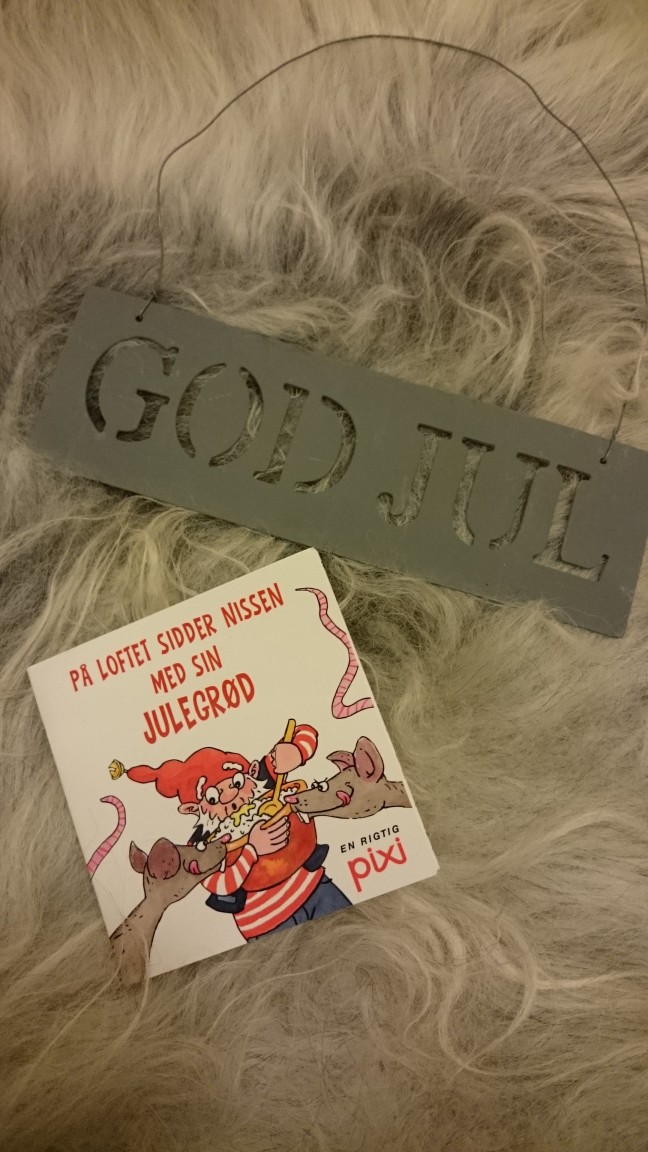 GOD JUL
PÅ LOFTET SIDDER NISSEN
MED SIN
JULEGRØD
EN RIGTIG
pixi